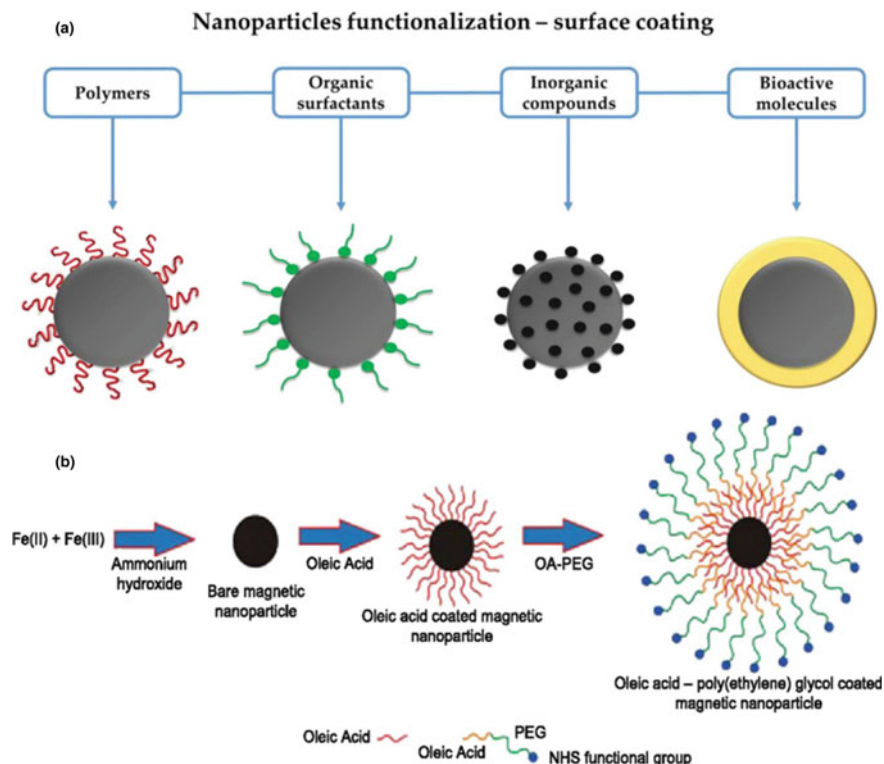 (a)
Nanoparticles functionalization – surface coating
Polymers
Organic
surfactants
Inorganic
compounds
Bioactive
molecules
(b)
Fe(II) + Fe(III)
Ammonium
hydroxide
Bare magnetic
nanoparticle
Oleic Acid
Oleic acid coated magnetic
nanoparticle
OA-PEG
Oleic acid – poly(ethylene) glycol coated
magnetic nanoparticle
Oleic Acid
Oleic Acid
PEG
NHS functional group